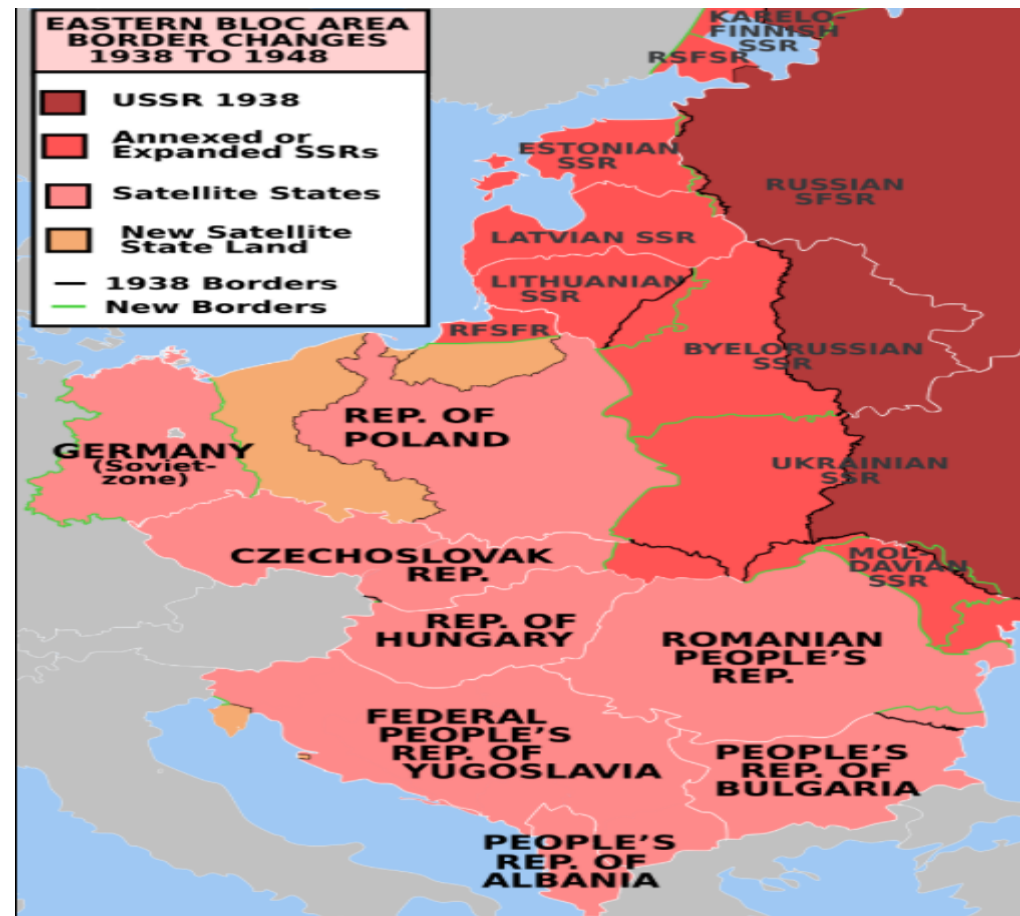 EASTERN BLOC AREA
BORDER CHANGES
1938 TO 1948
USSR 1938
Annexed or
Expanded SSRs
Satellite States
New Satellite
State Land
1938 Borders
New Borders
KARELO-
FINNISH
SSR
RSFSR
ESTONIAN
SSR
RUSSIAN
SFSR
LATVIAN SSR
LITHUANIAN
SSR
RFSFR
BYELORUSSIAN
SSR
REP. OF
POLAND
GERMANY
(Soviet-
zone)
UKRAINIAN
SSR
CZECHOSLOVAK
REP.
MOL-
DAVIAN
SSR
REP. OF
HUNGARY
ROMANIAN
PEOPLE'S
REP.
FEDERAL
PEOPLE'S
REP. OF
YUGOSLAVIA
PEOPLE'S
REP. OF
BULGARIA
PEOPLE'S
REP. OF
ALBANIA